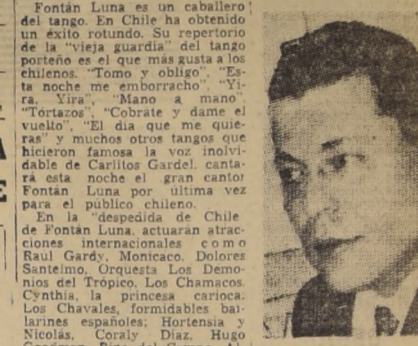 Fontán Luna es un caballero
del tango. En Chile ha obtenido
un éxito rotundo. Su repertorio
de la "vieja guardia" del tango
porteño es el que más gusta a los
chilenos. "Tomo y obligo", "Es-
ta noche me emborracho", "Yi-
ra, Yira", "Mano a mano",
"Tortazos", "Cobrate y dame el
vuelto", "El día que me quie-
ras" y muchos otros tangos que
hicieron famosa la voz inolvi-
dable de Carlitos Gardel, canta-
rá esta noche el gran cantor
Fontán Luna por última vez
para el público chileno.
En la "despedida de Chile
de Fontán Luna, actuarán atrac-
ciones internacionales como
Raul Gardy, Monicaco, Dolores
Santelmo, Orquesta Los Demo-
nios del Trópico, Los Chamacos,
Cynthia, la princesa carioca;
Los Chavales, formidables bai-
larines españoles; Hortensia y
Nicolás, Coraly Díaz, Hugo
A
E